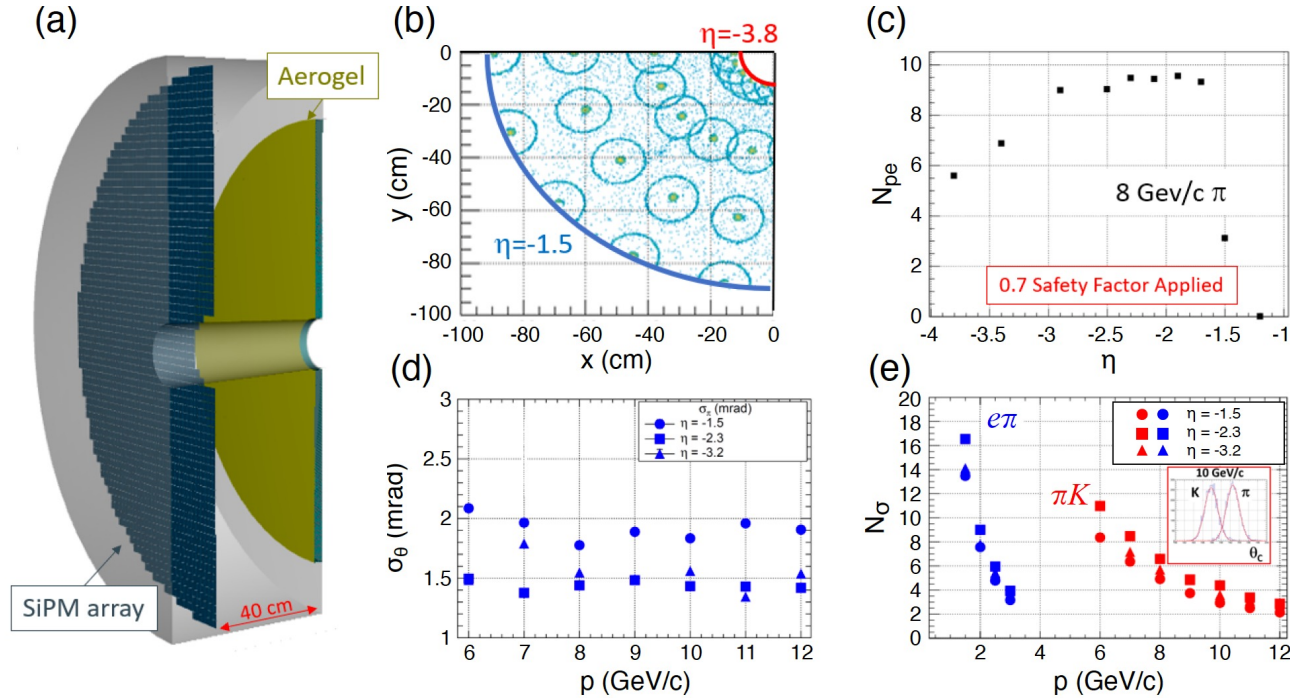 (a)
Aerogel
SiPM array
40 cm
(b)
η=-3.8
η=-1.5
0
-20
-40
-60
-80
-100
y (cm)
-100
-80
-60
-40
-20
0
x (cm)
(c)
10
8
6
4
2
0
N_pe
8 Gev/c π
0.7 Safety Factor Applied
-4
-3.5
-3
-2.5
-2
-1.5
-1
η
(d)
3
2.5
2
1.5
1
σ_θ (mrad)
σ_π (mrad)
η = -1.5
η = -2.3
η = -3.2
6
7
8
9
10
11
12
p (GeV/c)
(e)
20
18
16
14
12
10
8
6
4
2
0
N_σ
eπ
πK
η = -1.5
η = -2.3
η = -3.2
10 GeV/c
K
π
θ_c
2
4
6
8
10
12
p (GeV/c)